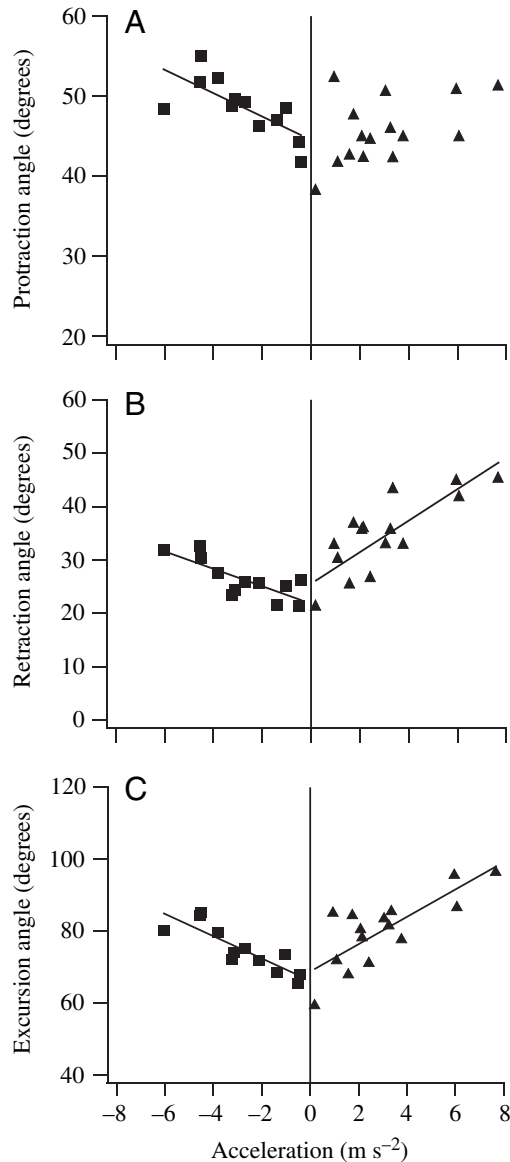 A
60
50
40
30
20
Protraction angle (degrees)
B
60
50
40
30
20
10
0
Retraction angle (degrees)
C
120
100
80
60
40
Excursion angle (degrees)
–8 –6 –4 –2 0 2 4 6 8
Acceleration (m s⁻²)